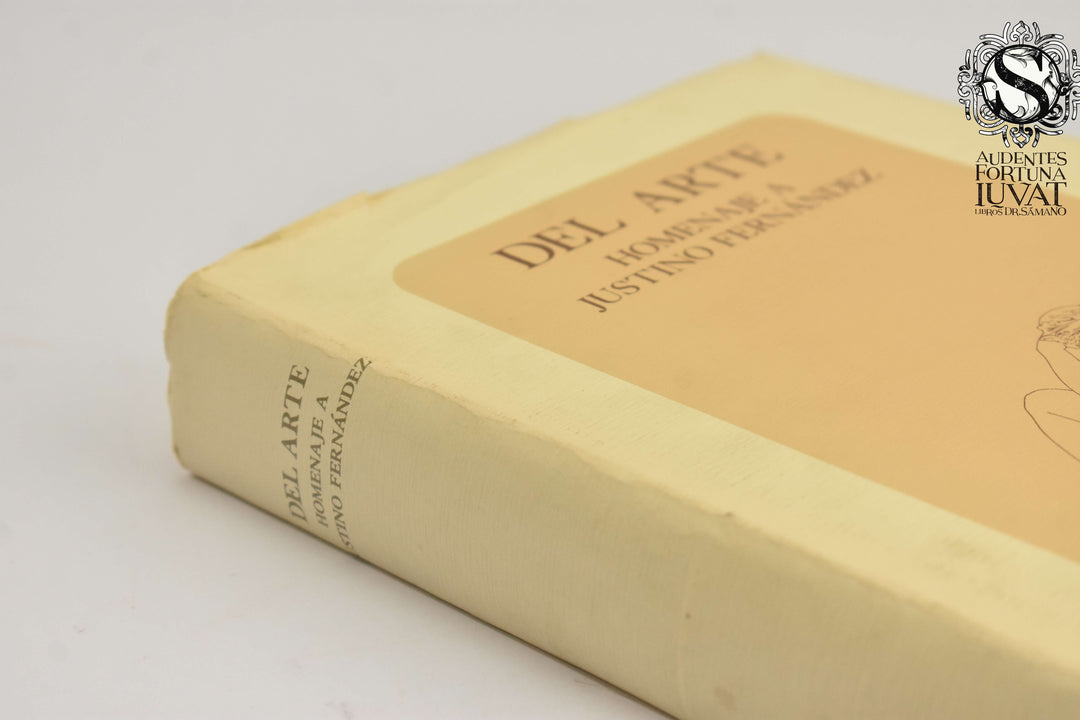 DEL ARTE
HOMENAJE A
JUSTINO FERNÁNDEZ
DEL ARTE
HOMENAJE A
STINO FERNÁNDEZ
S
AUDENTES
FORTUNA
IUVAT
LIBROS DR. SÁMANO